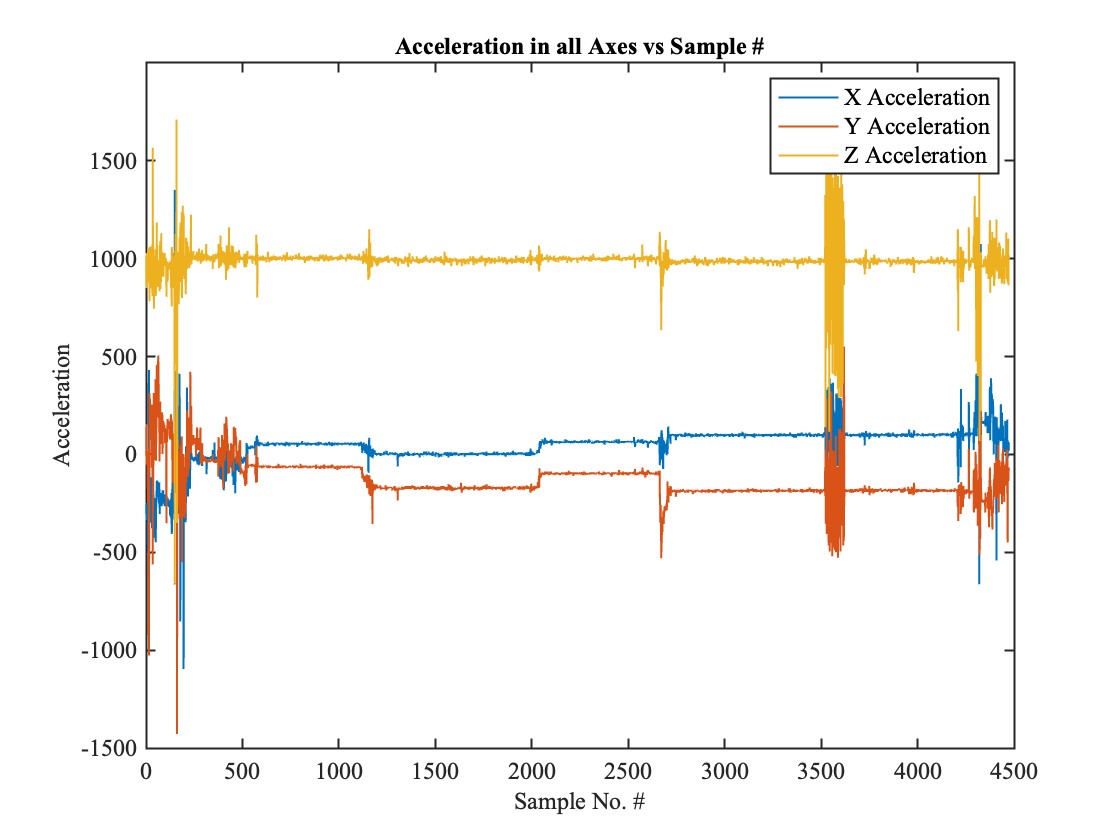 Acceleration in all Axes vs Sample #
X Acceleration
Y Acceleration
Z Acceleration
1500
1000
500
0
-500
-1000
-1500
Acceleration
0 500 1000 1500 2000 2500 3000 3500 4000 4500
Sample No. #